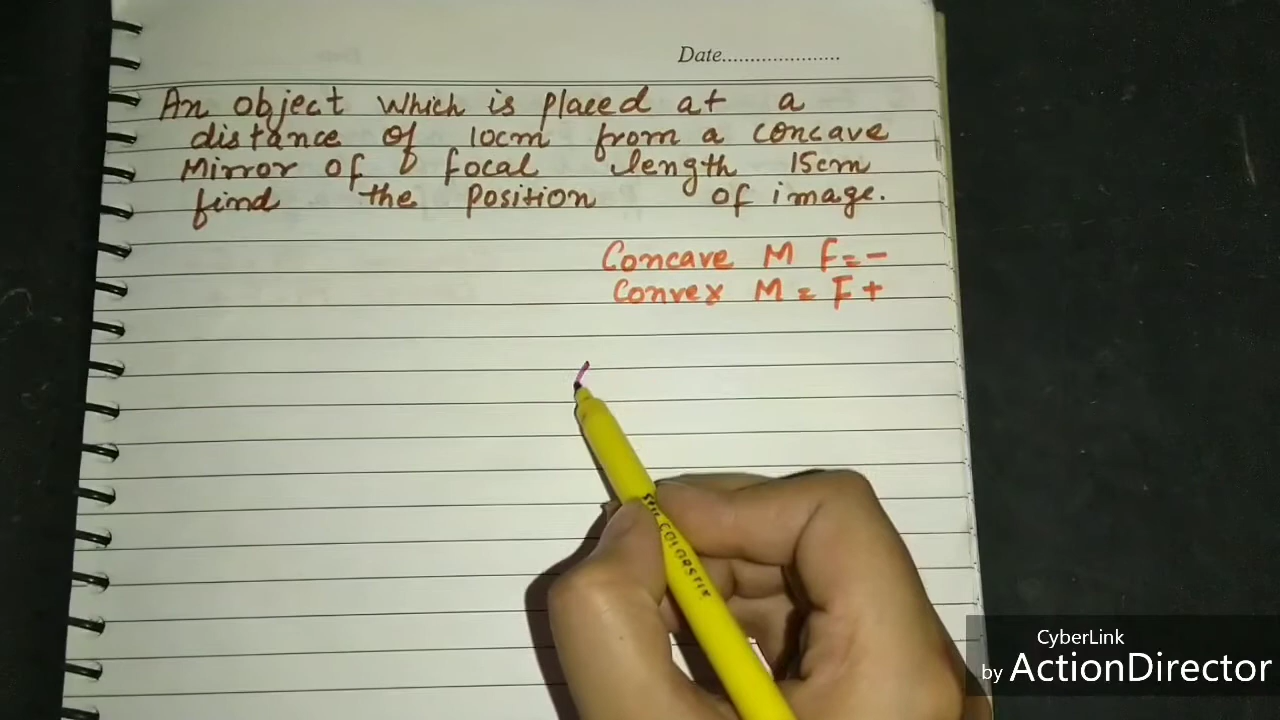 Date.....................
An object which is placed at a
distance of 10cm from a concave
Mirror of focal length 15cm
find the position of image.
Concave M F = -
Convex M = F +
COLORSTIX
CyberLink
by ActionDirector